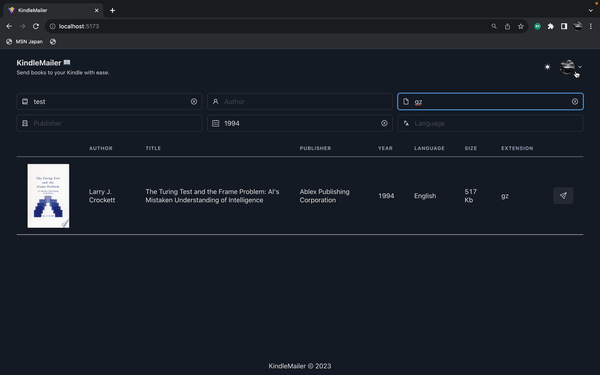 KindleMailer
localhost:5173
MSN Japan
KindleMailer
Send books to your Kindle with ease.
test
Author
gz
Publisher
1994
Language
AUTHOR TITLE PUBLISHER YEAR LANGUAGE SIZE EXTENSION
The Turing Test
and the
Frame Problem
Larry J.
Crockett
The Turing Test and the Frame Problem: AI's
Mistaken Understanding of Intelligence
Ablex Publishing
Corporation
1994
English
517
Kb
gz
KindleMailer © 2023